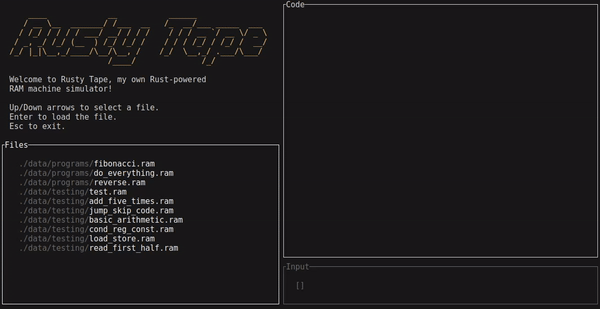 Rusty Tape
Welcome to Rusty Tape, my own Rust-powered
RAM machine simulator!
Up/Down arrows to select a file.
Enter to load the file.
Esc to exit.
Files
./data/programs/fibonacci.ram
./data/programs/do_everything.ram
./data/programs/reverse.ram
./data/testing/test.ram
./data/testing/add_five_times.ram
./data/testing/jump_skip_code.ram
./data/testing/basic_arithmetic.ram
./data/testing/cond_reg_const.ram
./data/testing/load_store.ram
./data/testing/read_first_half.ram
Code
Input
[]